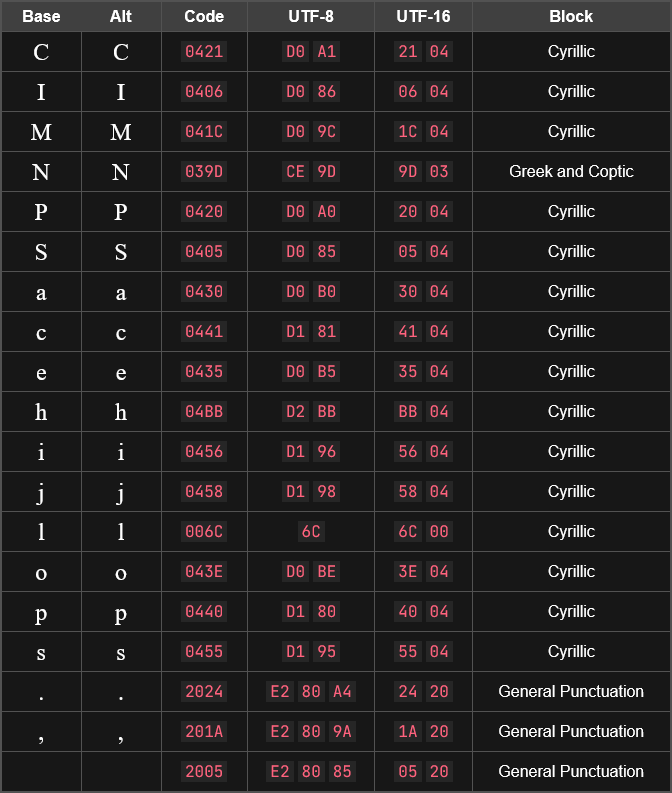 Base Alt Code UTF-8 UTF-16 Block
C С 0421 D0 A1 21 04 Cyrillic
I І 0406 D0 86 06 04 Cyrillic
M М 041C D0 9C 1C 04 Cyrillic
N Ν 039D CE 9D 9D 03 Greek and Coptic
P Р 0420 D0 A0 20 04 Cyrillic
S Ѕ 0405 D0 85 05 04 Cyrillic
a а 0430 D0 B0 30 04 Cyrillic
c с 0441 D1 81 41 04 Cyrillic
e е 0435 D0 B5 35 04 Cyrillic
h һ 04BB D2 BB BB 04 Cyrillic
i і 0456 D1 96 56 04 Cyrillic
j ј 0458 D1 98 58 04 Cyrillic
l l 006C 6C 6C 00 Cyrillic
o о 043E D0 BE 3E 04 Cyrillic
p р 0440 D1 80 40 04 Cyrillic
s ѕ 0455 D1 95 55 04 Cyrillic
. ․ 2024 E2 80 A4 24 20 General Punctuation
, ‚ 201A E2 80 9A 1A 20 General Punctuation
2005 E2 80 85 05 20 General Punctuation